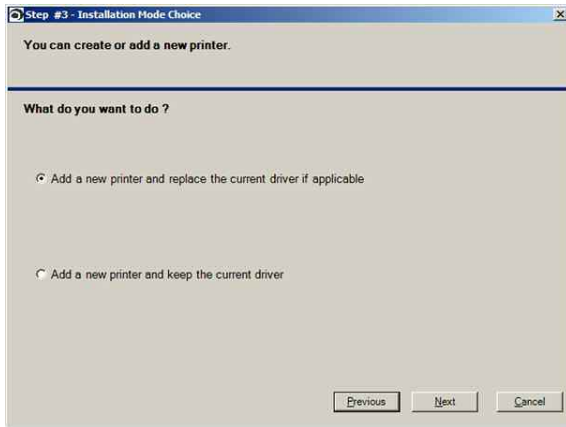 Step #3 - Installation Mode Choice
You can create or add a new printer.
What do you want to do ?
Add a new printer and replace the current driver if applicable
Add a new printer and keep the current driver
Previous Next Cancel